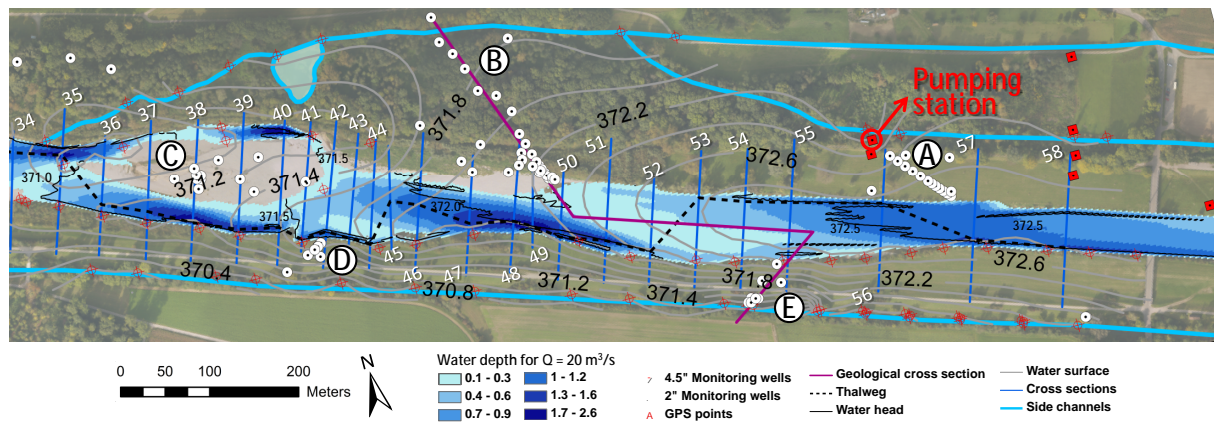 B
371.8
372.2
Pumping
station
34
35
36
37
38
39
40
41
42
43
44
50
51
52
53
54
55
372.6
57
58
A
C
371.0
371.2
371.4
371.5
371.5
372.0
372.5
372.5
D
45
46
47
48
49
370.4
370.8
371.2
371.4
371.8
372.2
372.6
56
E
0 50 100 200
Meters
N
Water depth for Q = 20 m³/s
0.1 - 0.3
0.4 - 0.6
0.7 - 0.9
1 - 1.2
1.3 - 1.6
1.7 - 2.6
4.5" Monitoring wells
2" Monitoring wells
A GPS points
Geological cross section
Thalweg
Water head
Water surface
Cross sections
Side channels